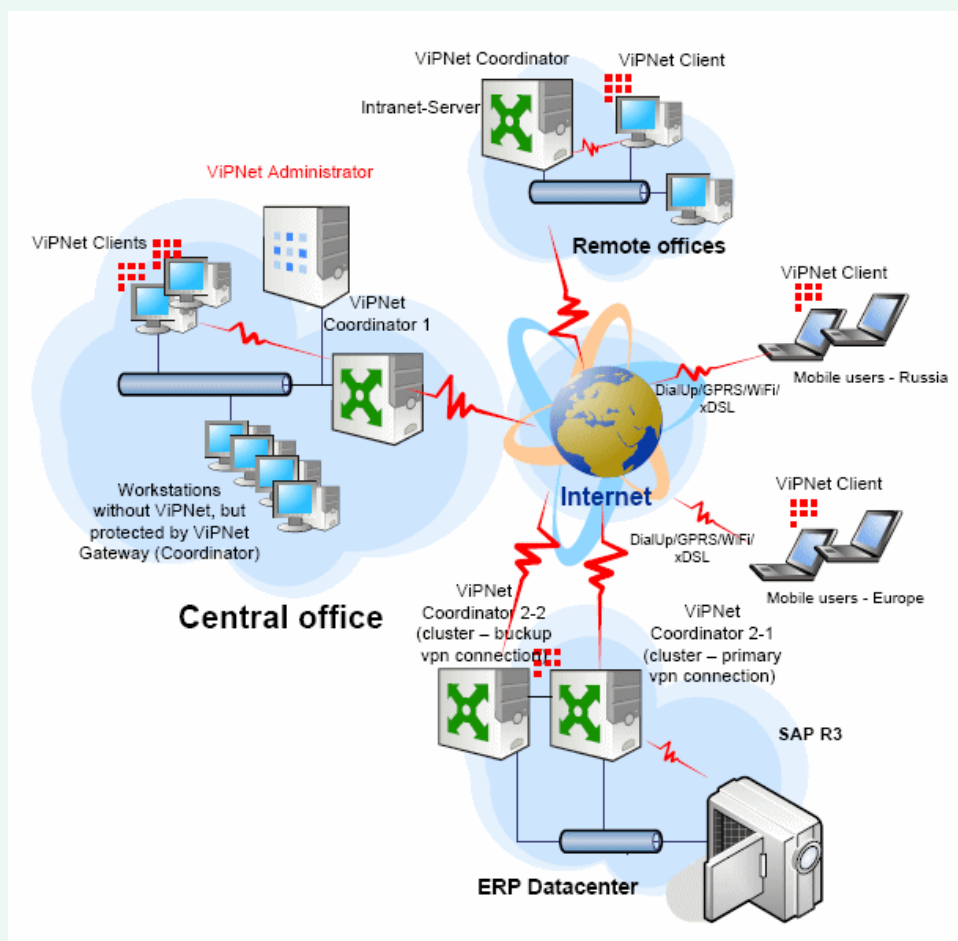 ViPNet Coordinator
ViPNet Client
Intranet-Server
Remote offices
ViPNet Administrator
ViPNet Clients
ViPNet
Coordinator 1
Workstations
without ViPNet, but
protected by ViPNet
Gateway (Coordinator)
Central office
Internet
ViPNet Client
Mobile users - Russia
DialUp/GPRS/WiFi/
xDSL
ViPNet Client
DialUp/GPRS/WiFi/
xDSL
Mobile users - Europe
ViPNet
Coordinator 2-2
(cluster – buckup
vpn connection)
ViPNet
Coordinator 2-1
(cluster – primary
vpn connection)
SAP R3
ERP Datacenter